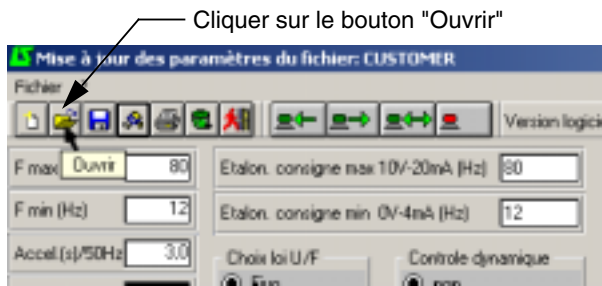 Cliquer sur le bouton "Ouvrir"
Mise à jour des paramètres du fichier: CUSTOMER
Fichier
Version logici
F max Ouvrir 80 Etalon. consigne max 10V-20mA (Hz) 80
F min (Hz) 12 Etalon. consigne min 0V-4mA (Hz) 12
Accel.(s)/50Hz 3.0 Choix loi U/F Controle dynamique
non